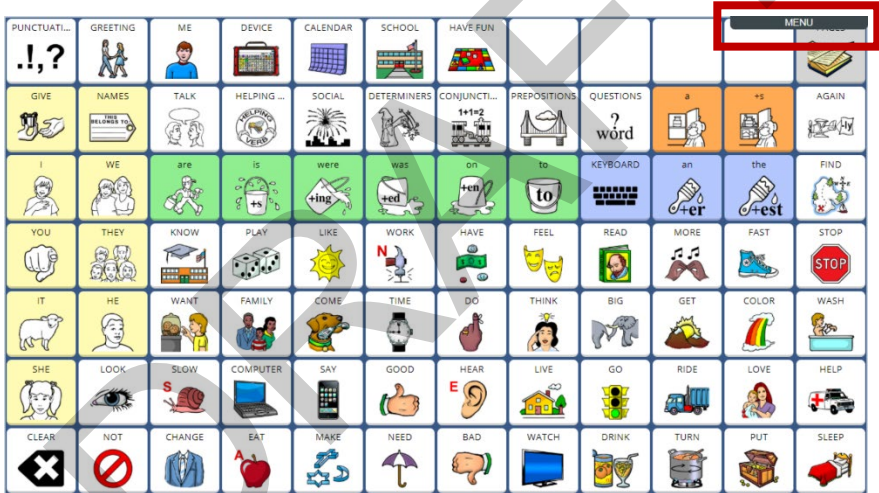 MENU
PUNCTUATI... GREETING ME DEVICE CALENDAR SCHOOL HAVE FUN PAGES
.!,?
GIVE NAMES TALK HELPING ... SOCIAL DETERMINERS CONJUNCTI... PREPOSITIONS QUESTIONS a +s AGAIN
THIS BELONGS TO HELPING VERB 1+1=2 ? word ly
I WE are is were was on to KEYBOARD an the FIND
+s +ing +ed +en to +er +est
YOU THEY KNOW PLAY LIKE WORK HAVE FEEL READ MORE FAST STOP
N STOP
IT HE WANT FAMILY COME TIME DO THINK BIG GET COLOR WASH
SHE LOOK SLOW COMPUTER SAY GOOD HEAR LIVE GO RIDE LOVE HELP
S E
CLEAR NOT CHANGE EAT MAKE NEED BAD WATCH DRINK TURN PUT SLEEP
A